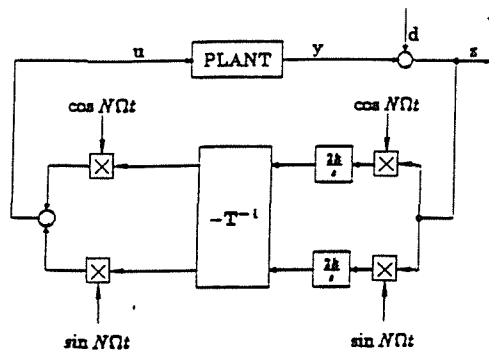 d
u
PLANT
y
z
cos NΩt
cos NΩt
2k
s
-T⁻¹
2k
s
sin NΩt
sin NΩt